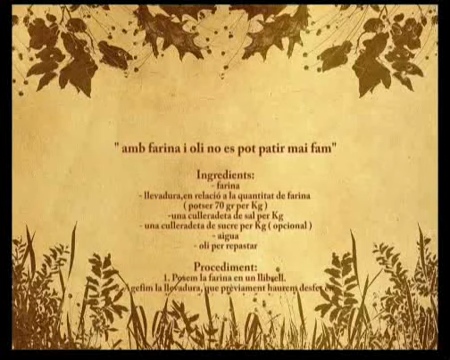 " amb farina i oli no es pot patir mai fam"
Ingredients:
- farina
- llevadura,en relació a la quantitat de farina
( potser 70 gr per Kg )
-una culleradeta de sal per Kg
- una culleradeta de sucre per Kg ( opcional )
- aigua
- oli per repastar
Procediment:
1. Posem la farina en un llibrell.
la llevadura, que prèviament haurem